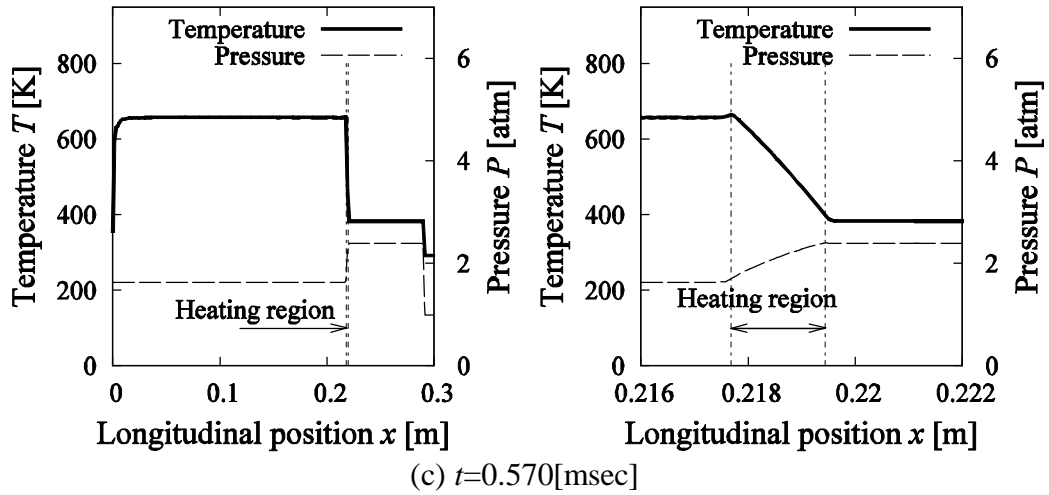 Temperature
Pressure
800
600
400
200
0
Temperature T [K]
6
4
2
0
Pressure P [atm]
Heating region
0 0.1 0.2 0.3
Longitudinal position x [m]
Temperature
Pressure
800
600
400
200
0
Temperature T [K]
6
4
2
0
Pressure P [atm]
Heating region
0.216 0.218 0.22 0.222
Longitudinal position x [m]
(c) t=0.570[msec]